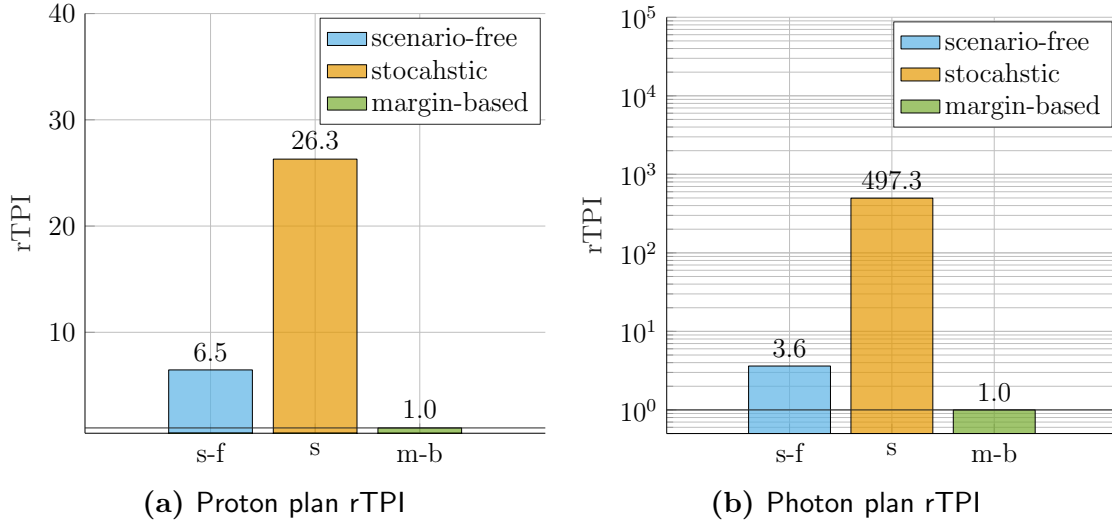 40
30
20
10
rTPI
scenario-free
stocahstic
margin-based
6.5
26.3
1.0
s-f
s
m-b
(a) Proton plan rTPI
10^5
10^4
10^3
10^2
10^1
10^0
rTPI
scenario-free
stocahstic
margin-based
3.6
497.3
1.0
s-f
s
m-b
(b) Photon plan rTPI